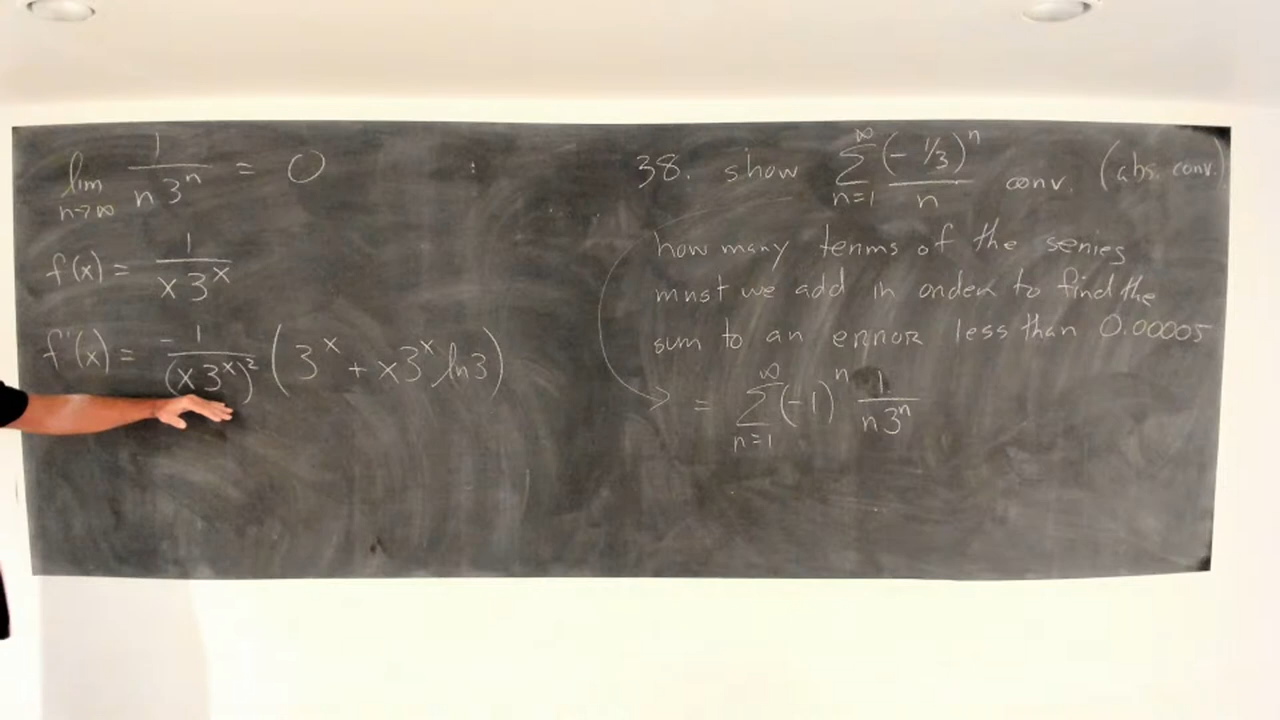 lim n→∞ 1/(n3^n) = 0
f(x) = 1/(x3^x)
f'(x) = -1/(x3^x)² (3^x + x3^x ln3)
38. show ∑_{n=1}^{∞} (-1/3)^n/n conv. (abs. conv.)
how many terms of the series
must we add in order to find the
sum to an error less than 0.00005
= ∑_{n=1}^{∞} (-1)^n 1/(n3^n)